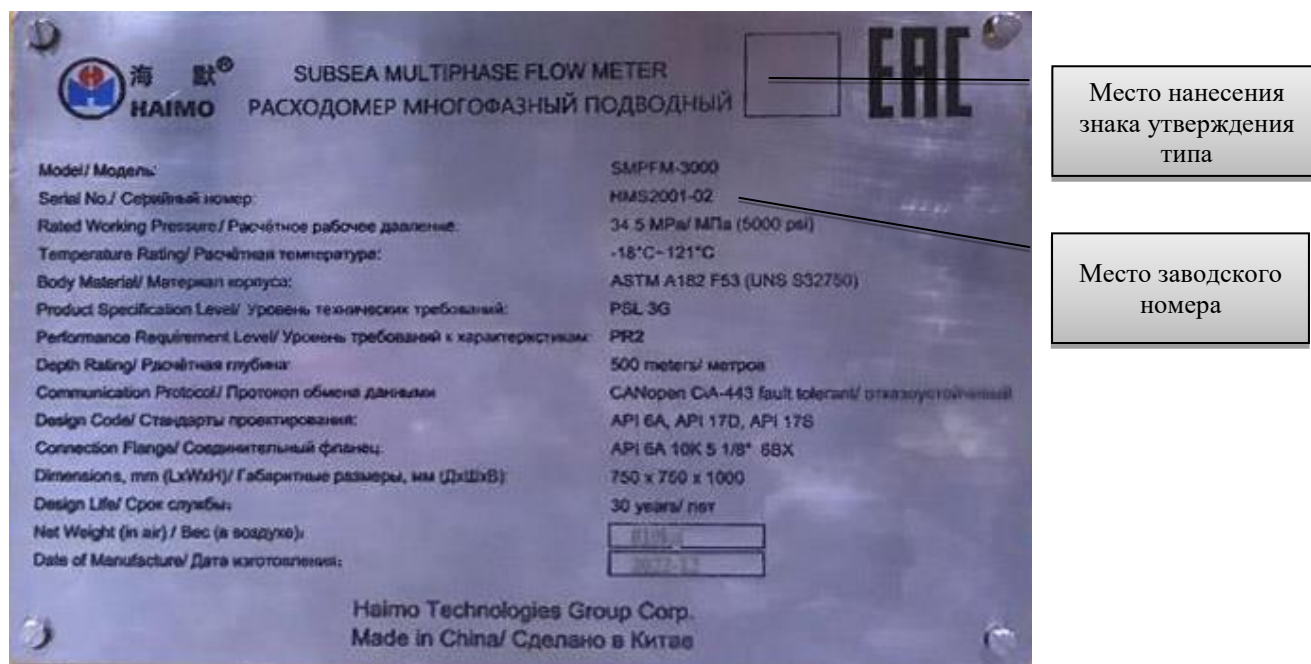 海 默®
HAIMO
SUBSEA MULTIPHASE FLOW METER
РАСХОДОМЕР МНОГОФАЗНЫЙ ПОДВОДНЫЙ
EAC
Model/ Модель: SMPFM-3000
Serial No./ Серийный номер: HMS2001-02
Rated Working Pressure/ Расчётное рабочее давление: 34.5 MPa/ МПа (5000 psi)
Temperature Rating/ Расчётная температура: -18°C~121°C
Body Material/ Материал корпуса: ASTM A182 F53 (UNS S32750)
Product Specification Level/ Уровень технических требований: PSL 3G
Performance Requirement Level/ Уровень требований к характеристикам: PR2
Depth Rating/ Расчётная глубина: 500 meters/ метров
Communication Protocol/ Протокол обмена данными CANopen CiA-443 fault tolerant/ отказоустойчивый
Design Code/ Стандарты проектирования: API 6A, API 17D, API 17S
Connection Flange/ Соединительный фланец: API 6A 10K 5 1/8" 6BX
Dimensions, mm (LxWxH)/ Габаритные размеры, мм (ДхШхВ): 750 x 750 x 1000
Design Life/ Срок службы: 30 years/ лет
Net Weight (in air) / Вес (в воздухе):
Date of Manufacture/ Дата изготовления: 2022-12
Haimo Technologies Group Corp.
Made in China/ Сделано в Китае
Место нанесения
знака утверждения
типа
Место заводского
номера